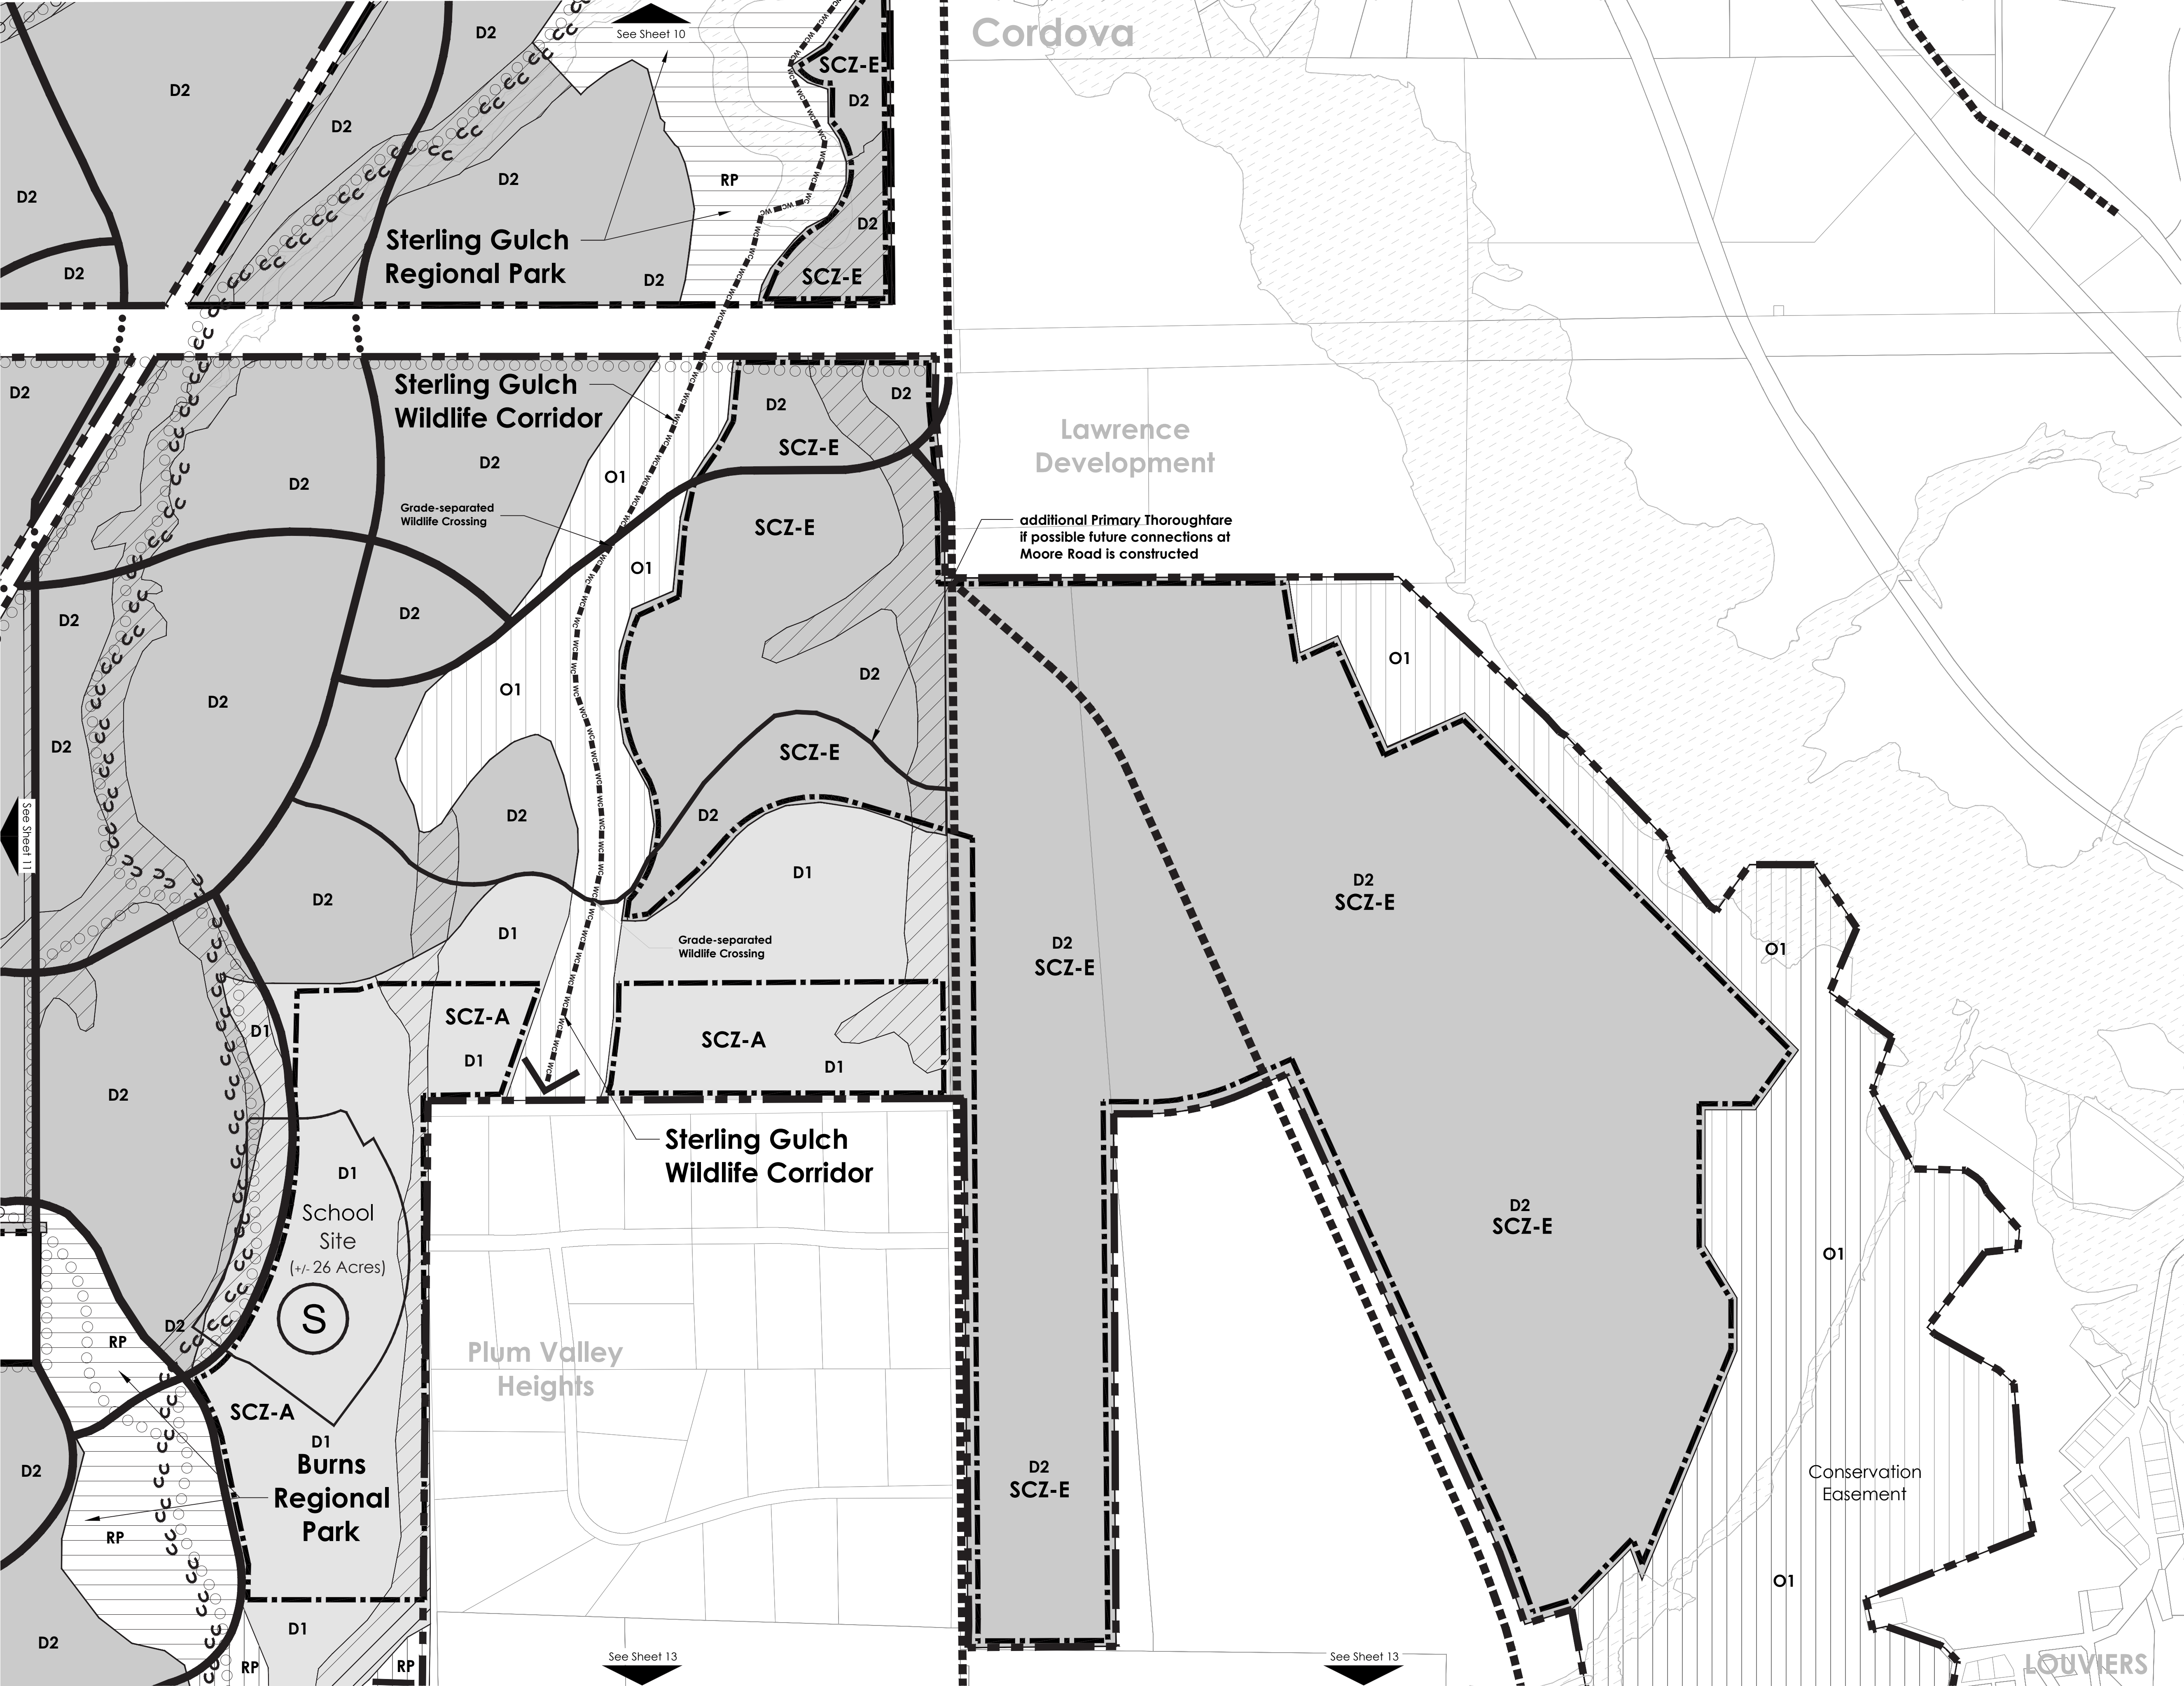 See Sheet 10
Cordova
D2
SCZ-E
D2
D2
D2
D2
RP
D2
D2
Sterling Gulch
Regional Park
D2
D2
D2
SCZ-E
D2
Sterling Gulch
Wildlife Corridor
D2
D2
SCZ-E
Lawrence
Development
D2
O1
D2
Grade-separated
Wildlife Crossing
SCZ-E
additional Primary Thoroughfare
if possible future connections at
Moore Road is constructed
O1
D2
D2
O1
D2
O1
D2
D2
SCZ-E
D2
D2
See Sheet 11
D2
D1
D2
SCZ-E
D2
D1
Grade-separated
Wildlife Crossing
D2
SCZ-E
O1
SCZ-A
D1
D1
SCZ-A
D1
D2
Sterling Gulch
Wildlife Corridor
D1
School
Site
(+/- 26 Acres)
S
D2
SCZ-E
O1
D2
RP
Plum Valley
Heights
SCZ-A
D1
Burns
Regional
Park
D2
RP
D2
SCZ-E
Conservation
Easement
O1
D2
D1
RP
RP
See Sheet 13
See Sheet 13
LOUVIERS
CC
WC